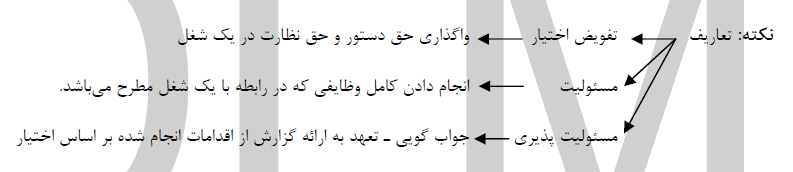 نکته: تعاریف تفویض اختیار واگذاری حق دستور و حق نظارت در یک شغل
مسئولیت انجام دادن کامل وظایفی که در رابطه با یک شغل مطرح می‌باشد.
مسئولیت پذیری جواب گویی ـ تعهد به ارائه گزارش از اقدامات انجام شده بر اساس اختیار